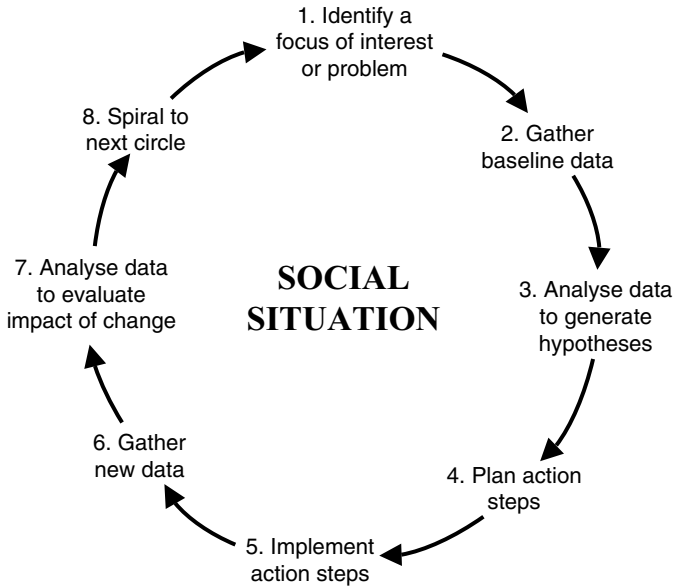 1. Identify a
focus of interest
or problem
2. Gather
baseline data
3. Analyse data
to generate
hypotheses
4. Plan action
steps
5. Implement
action steps
6. Gather
new data
7. Analyse data
to evaluate
impact of change
8. Spiral to
next circle
SOCIAL
SITUATION